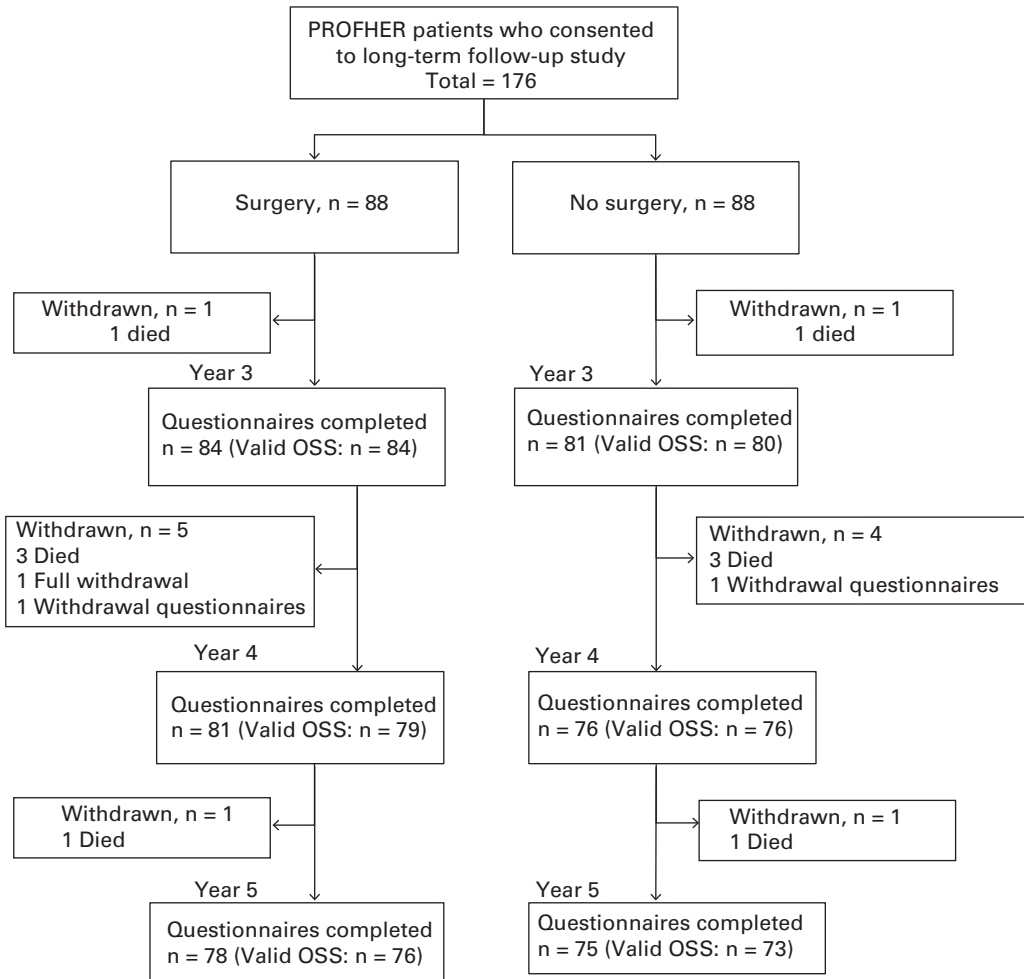 PROFHER patients who consented
to long-term follow-up study
Total = 176
Surgery, n = 88
No surgery, n = 88
Withdrawn, n = 1
1 died
Withdrawn, n = 1
1 died
Year 3
Year 3
Questionnaires completed
n = 84 (Valid OSS: n = 84)
Questionnaires completed
n = 81 (Valid OSS: n = 80)
Withdrawn, n = 5
3 Died
1 Full withdrawal
1 Withdrawal questionnaires
Withdrawn, n = 4
3 Died
1 Withdrawal questionnaires
Year 4
Year 4
Questionnaires completed
n = 81 (Valid OSS: n = 79)
Questionnaires completed
n = 76 (Valid OSS: n = 76)
Withdrawn, n = 1
1 Died
Withdrawn, n = 1
1 Died
Year 5
Year 5
Questionnaires completed
n = 78 (Valid OSS: n = 76)
Questionnaires completed
n = 75 (Valid OSS: n = 73)